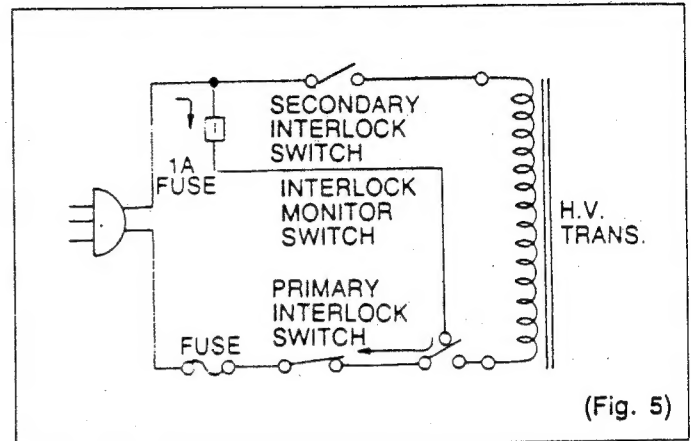 SECONDARY
INTERLOCK
SWITCH
1A
FUSE
INTERLOCK
MONITOR
SWITCH
H.V.
TRANS.
PRIMARY
INTERLOCK
SWITCH
FUSE
(Fig. 5)